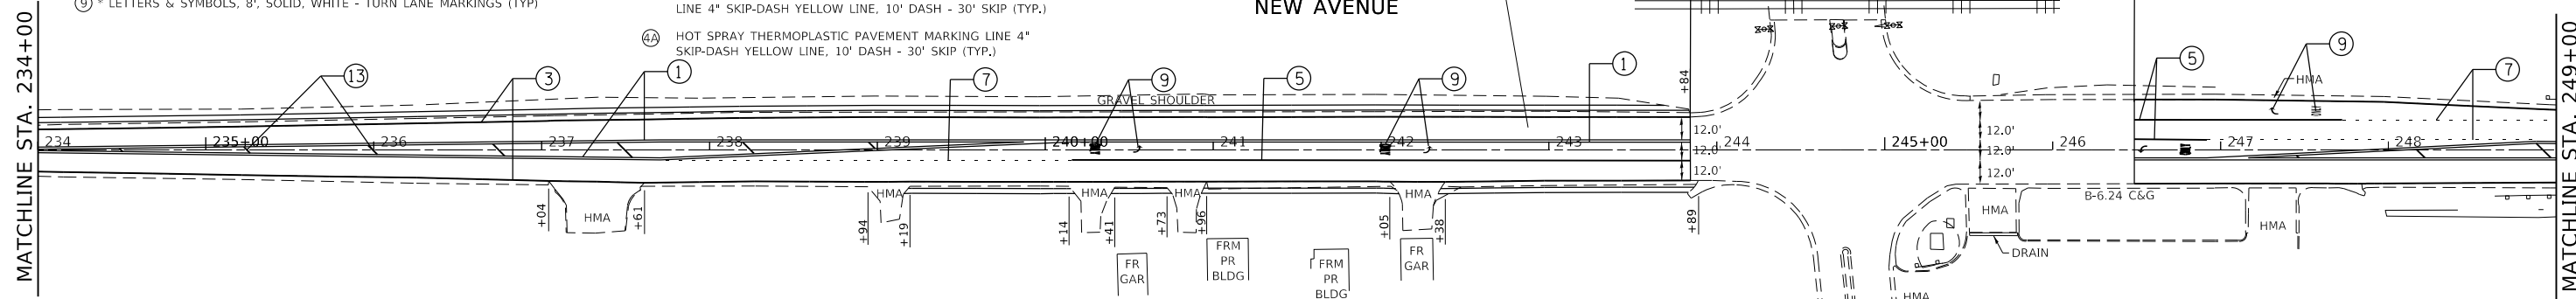 9 * LETTERS & SYMBOLS, 8', SOLID, WHITE - TURN LANE MARKINGS (TYP)
LINE 4" SKIP-DASH YELLOW LINE, 10' DASH - 30' SKIP (TYP.)
4A HOT SPRAY THERMOPLASTIC PAVEMENT MARKING LINE 4"
SKIP-DASH YELLOW LINE, 10' DASH - 30' SKIP (TYP.)
NEW AVENUE
MATCHLINE STA. 234+00
MATCHLINE STA. 249+00
13
3
1
7
9
5
9
1
5
9
7
+84
HMA
GRAVEL SHOULDER
12.0'
12.0'
12.0'
12.0'
12.0'
12.0'
234
235+00
236
237
238
239
240+00
241
242
243
244
245+00
246
247
248
HMA
HMA
HMA
HMA
HMA
HMA
HMA
B-6.24 C&G
+04
+61
+94
+19
+14
+41
+73
+96
+05
+38
+89
FR
GAR
FRM
PR
BLDG
FRM
PR
BLDG
FR
GAR
DRAIN
HMA